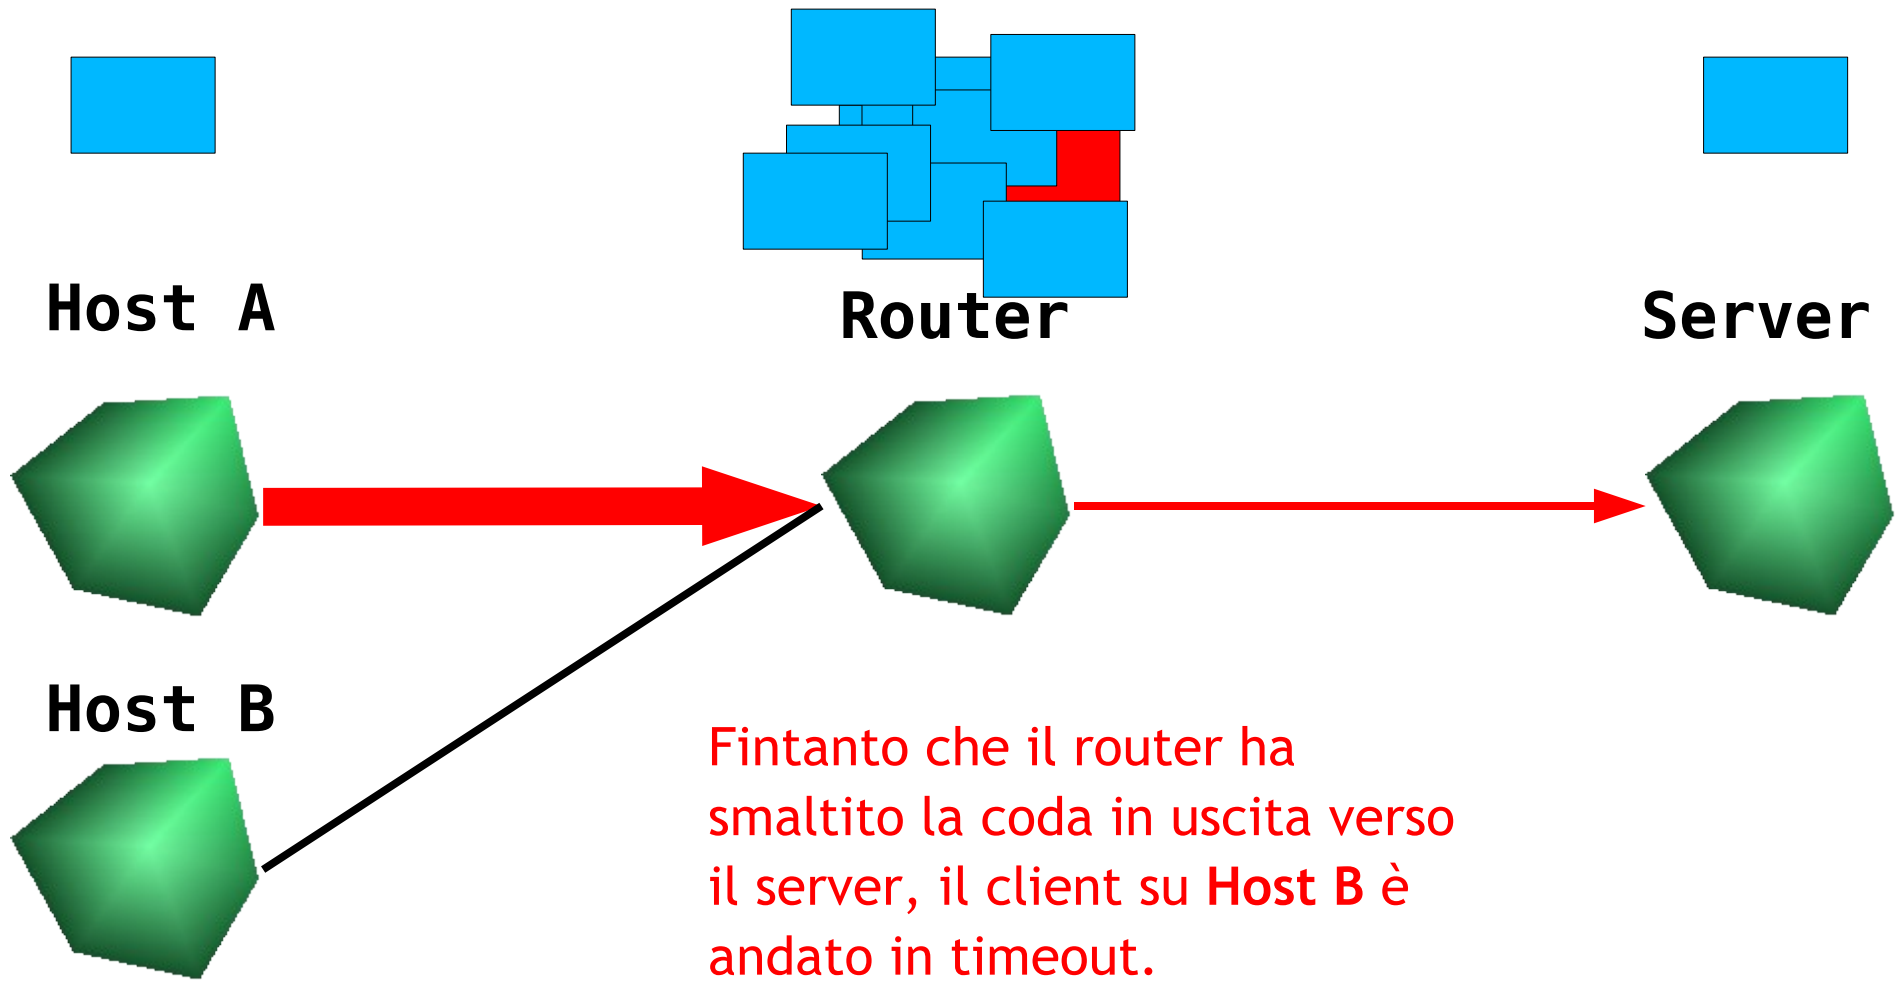 Host A
Router
Server
Host B
Fintanto che il router ha
smaltito la coda in uscita verso
il server, il client su Host B è
andato in timeout.